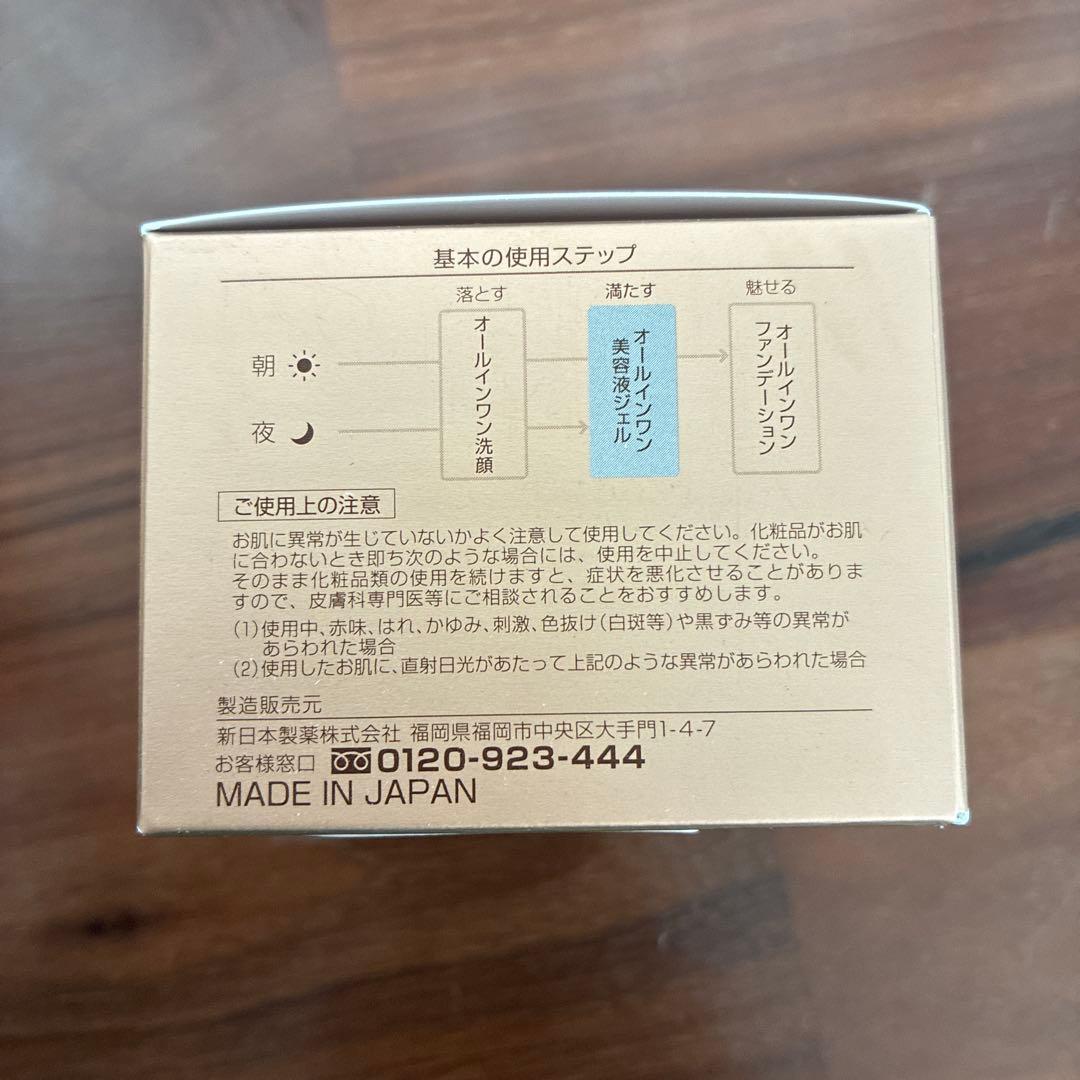 基本の使用ステップ
落とす
満たす
魅せる
朝
夜
オールインワン洗顔
オールインワン
美容液ジェル
オールインワン
ファンデーション
ご使用上の注意
お肌に異常が生じていないかよく注意して使用してください。化粧品がお肌
に合わないとき即ち次のような場合には、使用を中止してください。
そのまま化粧品類の使用を続けますと、症状を悪化させることがありま
すので、皮膚科専門医等にご相談されることをおすすめします。
(1)使用中、赤味、はれ、かゆみ、刺激、色抜け(白斑等)や黒ずみ等の異常が
あらわれた場合
(2)使用したお肌に、直射日光があたって上記のような異常があらわれた場合
製造販売元
新日本製薬株式会社 福岡県福岡市中央区大手門1-4-7
お客様窓口 0120-923-444
MADE IN JAPAN